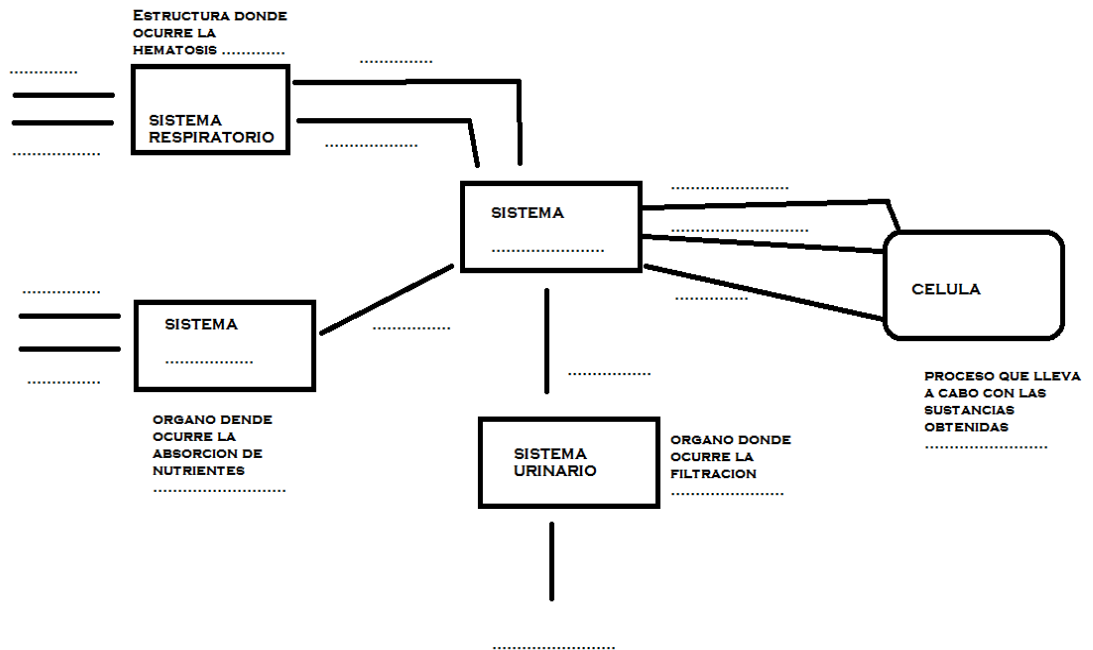 Estructura donde
ocurre la
hematosis .............
..............
...............
SISTEMA
RESPIRATORIO
..................
...................
........................
SISTEMA
............................
.......................
CELULA
................
...............
................
SISTEMA
..................
................
...............
.................
PROCESO QUE LLEVA
A CABO CON LAS
SUSTANCIAS
OBTENIDAS
.........................
ORGANO DENDE
OCURRE LA
ABSORCION DE
NUTRIENTES
...........................
SISTEMA
URINARIO
ORGANO DONDE
OCURRE LA
FILTRACION
.......................
.........................